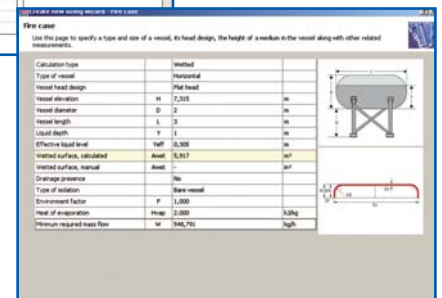 Create new sizing wizard - Fire case
Fire case
Use this page to specify a type and size of a vessel, its head design, the height of a medium in the vessel along with other related
measurements.
Calculation type Wetted
Type of vessel Horizontal
Vessel head design Flat head
Vessel elevation H 7,315 m
Vessel diameter D 2 m
Vessel length L 3 m
Liquid depth Y 1 m
Effective liquid level Yeff 0,305 m
Wetted surface, calculated Awet 5,917 m²
Wetted surface, manual Awet - m²
Drainage presence No
Type of isolation Bare vessel
Environment factor F 1,000
Heat of evaporation Hvap 2.000 kJ/kg
Minimum required mass flow W 546,791 kg/h